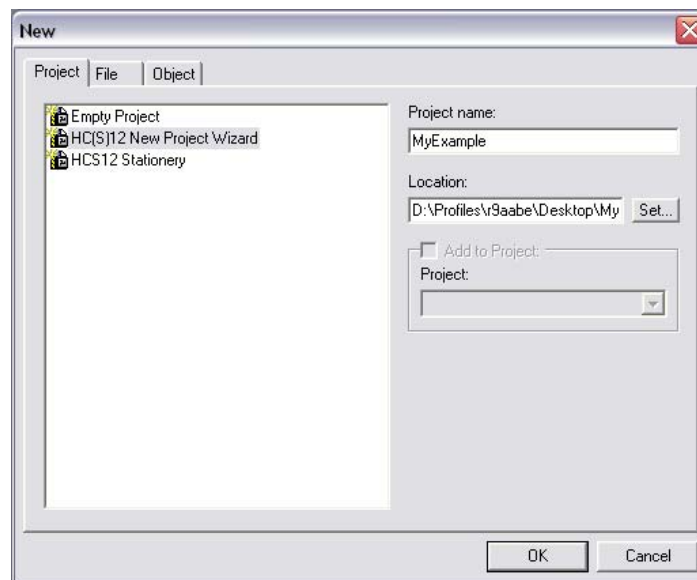 New
Project File Object
Empty Project
HC(S)12 New Project Wizard
HCS12 Stationery
Project name:
MyExample
Location:
D:\Profiles\r9aabe\Desktop\My Set...
Add to Project:
Project:
OK Cancel